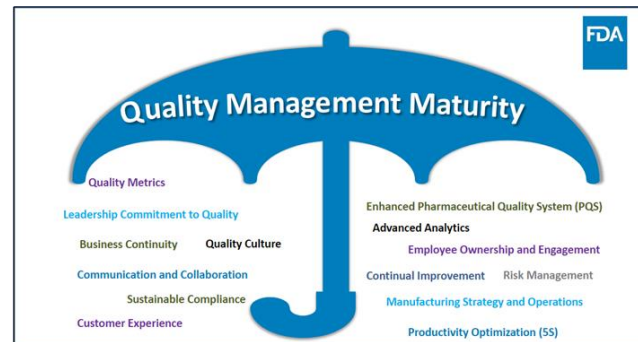 FDA
Quality Management Maturity
Quality Metrics
Leadership Commitment to Quality
Business Continuity
Quality Culture
Communication and Collaboration
Sustainable Compliance
Customer Experience
Enhanced Pharmaceutical Quality System (PQS)
Advanced Analytics
Employee Ownership and Engagement
Continual Improvement
Risk Management
Manufacturing Strategy and Operations
Productivity Optimization (5S)